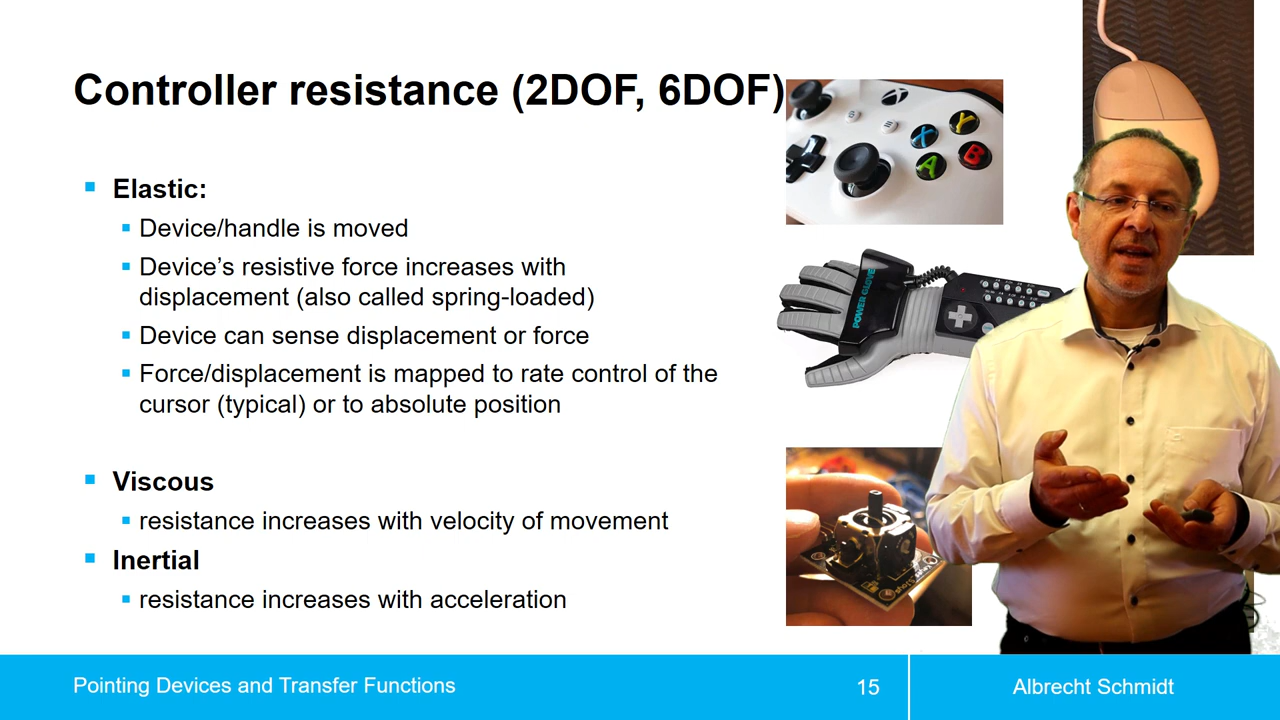 Controller resistance (2DOF, 6DOF)
Elastic:
Device/handle is moved
Device's resistive force increases with
displacement (also called spring-loaded)
Device can sense displacement or force
Force/displacement is mapped to rate control of the
cursor (typical) or to absolute position
Viscous
resistance increases with velocity of movement
Inertial
resistance increases with acceleration
X
Y
A
B
POWER GLOVE
Pointing Devices and Transfer Functions
15
Albrecht Schmidt